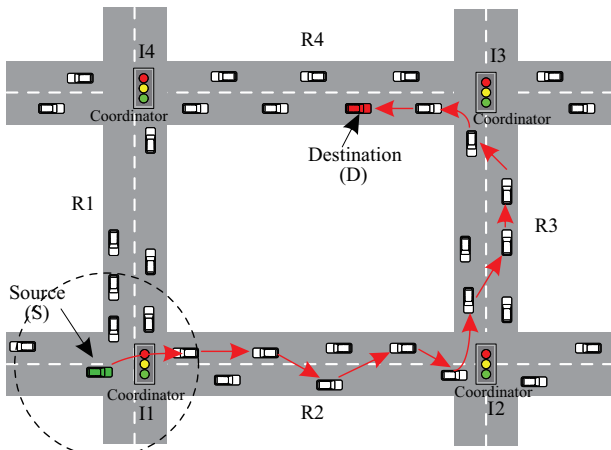 I4
R4
I3
Coordinator
Coordinator
Destination
(D)
R1
R3
Source
(S)
Coordinator
I1
R2
Coordinator
I2